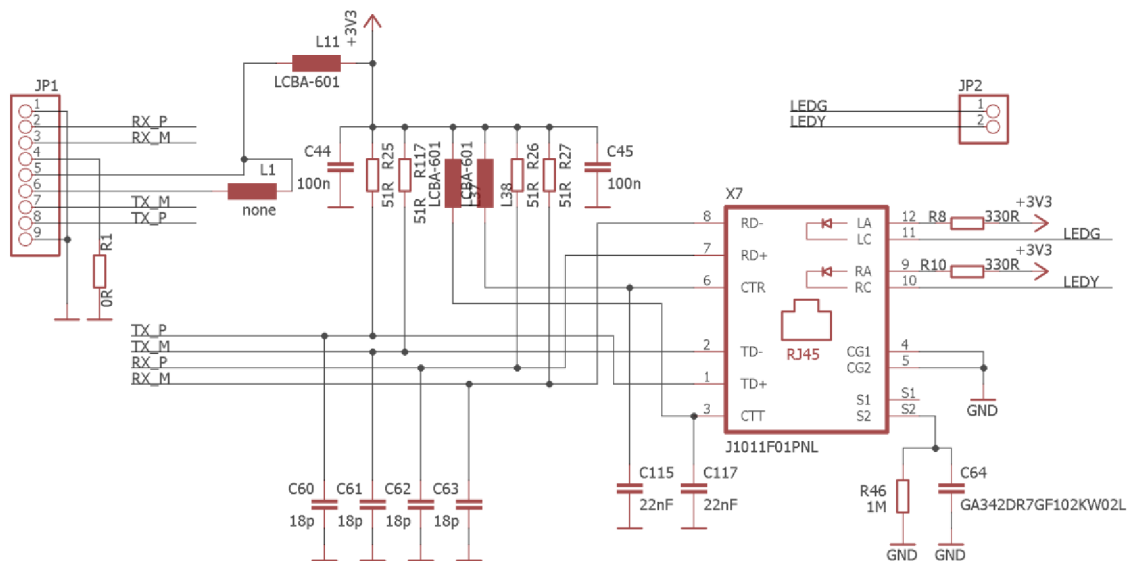 +3V3
L11
LCBA-601
JP1
1
2
3
4
5
6
7
8
9
RX_P
RX_M
TX_M
TX_P
L1
none
R1
0R
C44
100n
R25
51R
R117
51R
LCBA-601
L37
LCBA-601
L38
R26
51R
R27
51R
C45
100n
JP2
1
2
LEDG
LEDY
X7
8 RD-
7 RD+
6 CTR
2 TD-
1 TD+
3 CTT
LA 12
LC 11
RA 9
RC 10
CG1 4
CG2 5
S1 S1
S2 S2
RJ45
J1011F01PNL
R8 330R
+3V3
LEDG
R10 330R
+3V3
LEDY
GND
TX_P
TX_M
RX_P
RX_M
C60
18p
C61
18p
C62
18p
C63
18p
C115
22nF
C117
22nF
R46
1M
C64
GA342DR7GF102KW02L
GND
GND